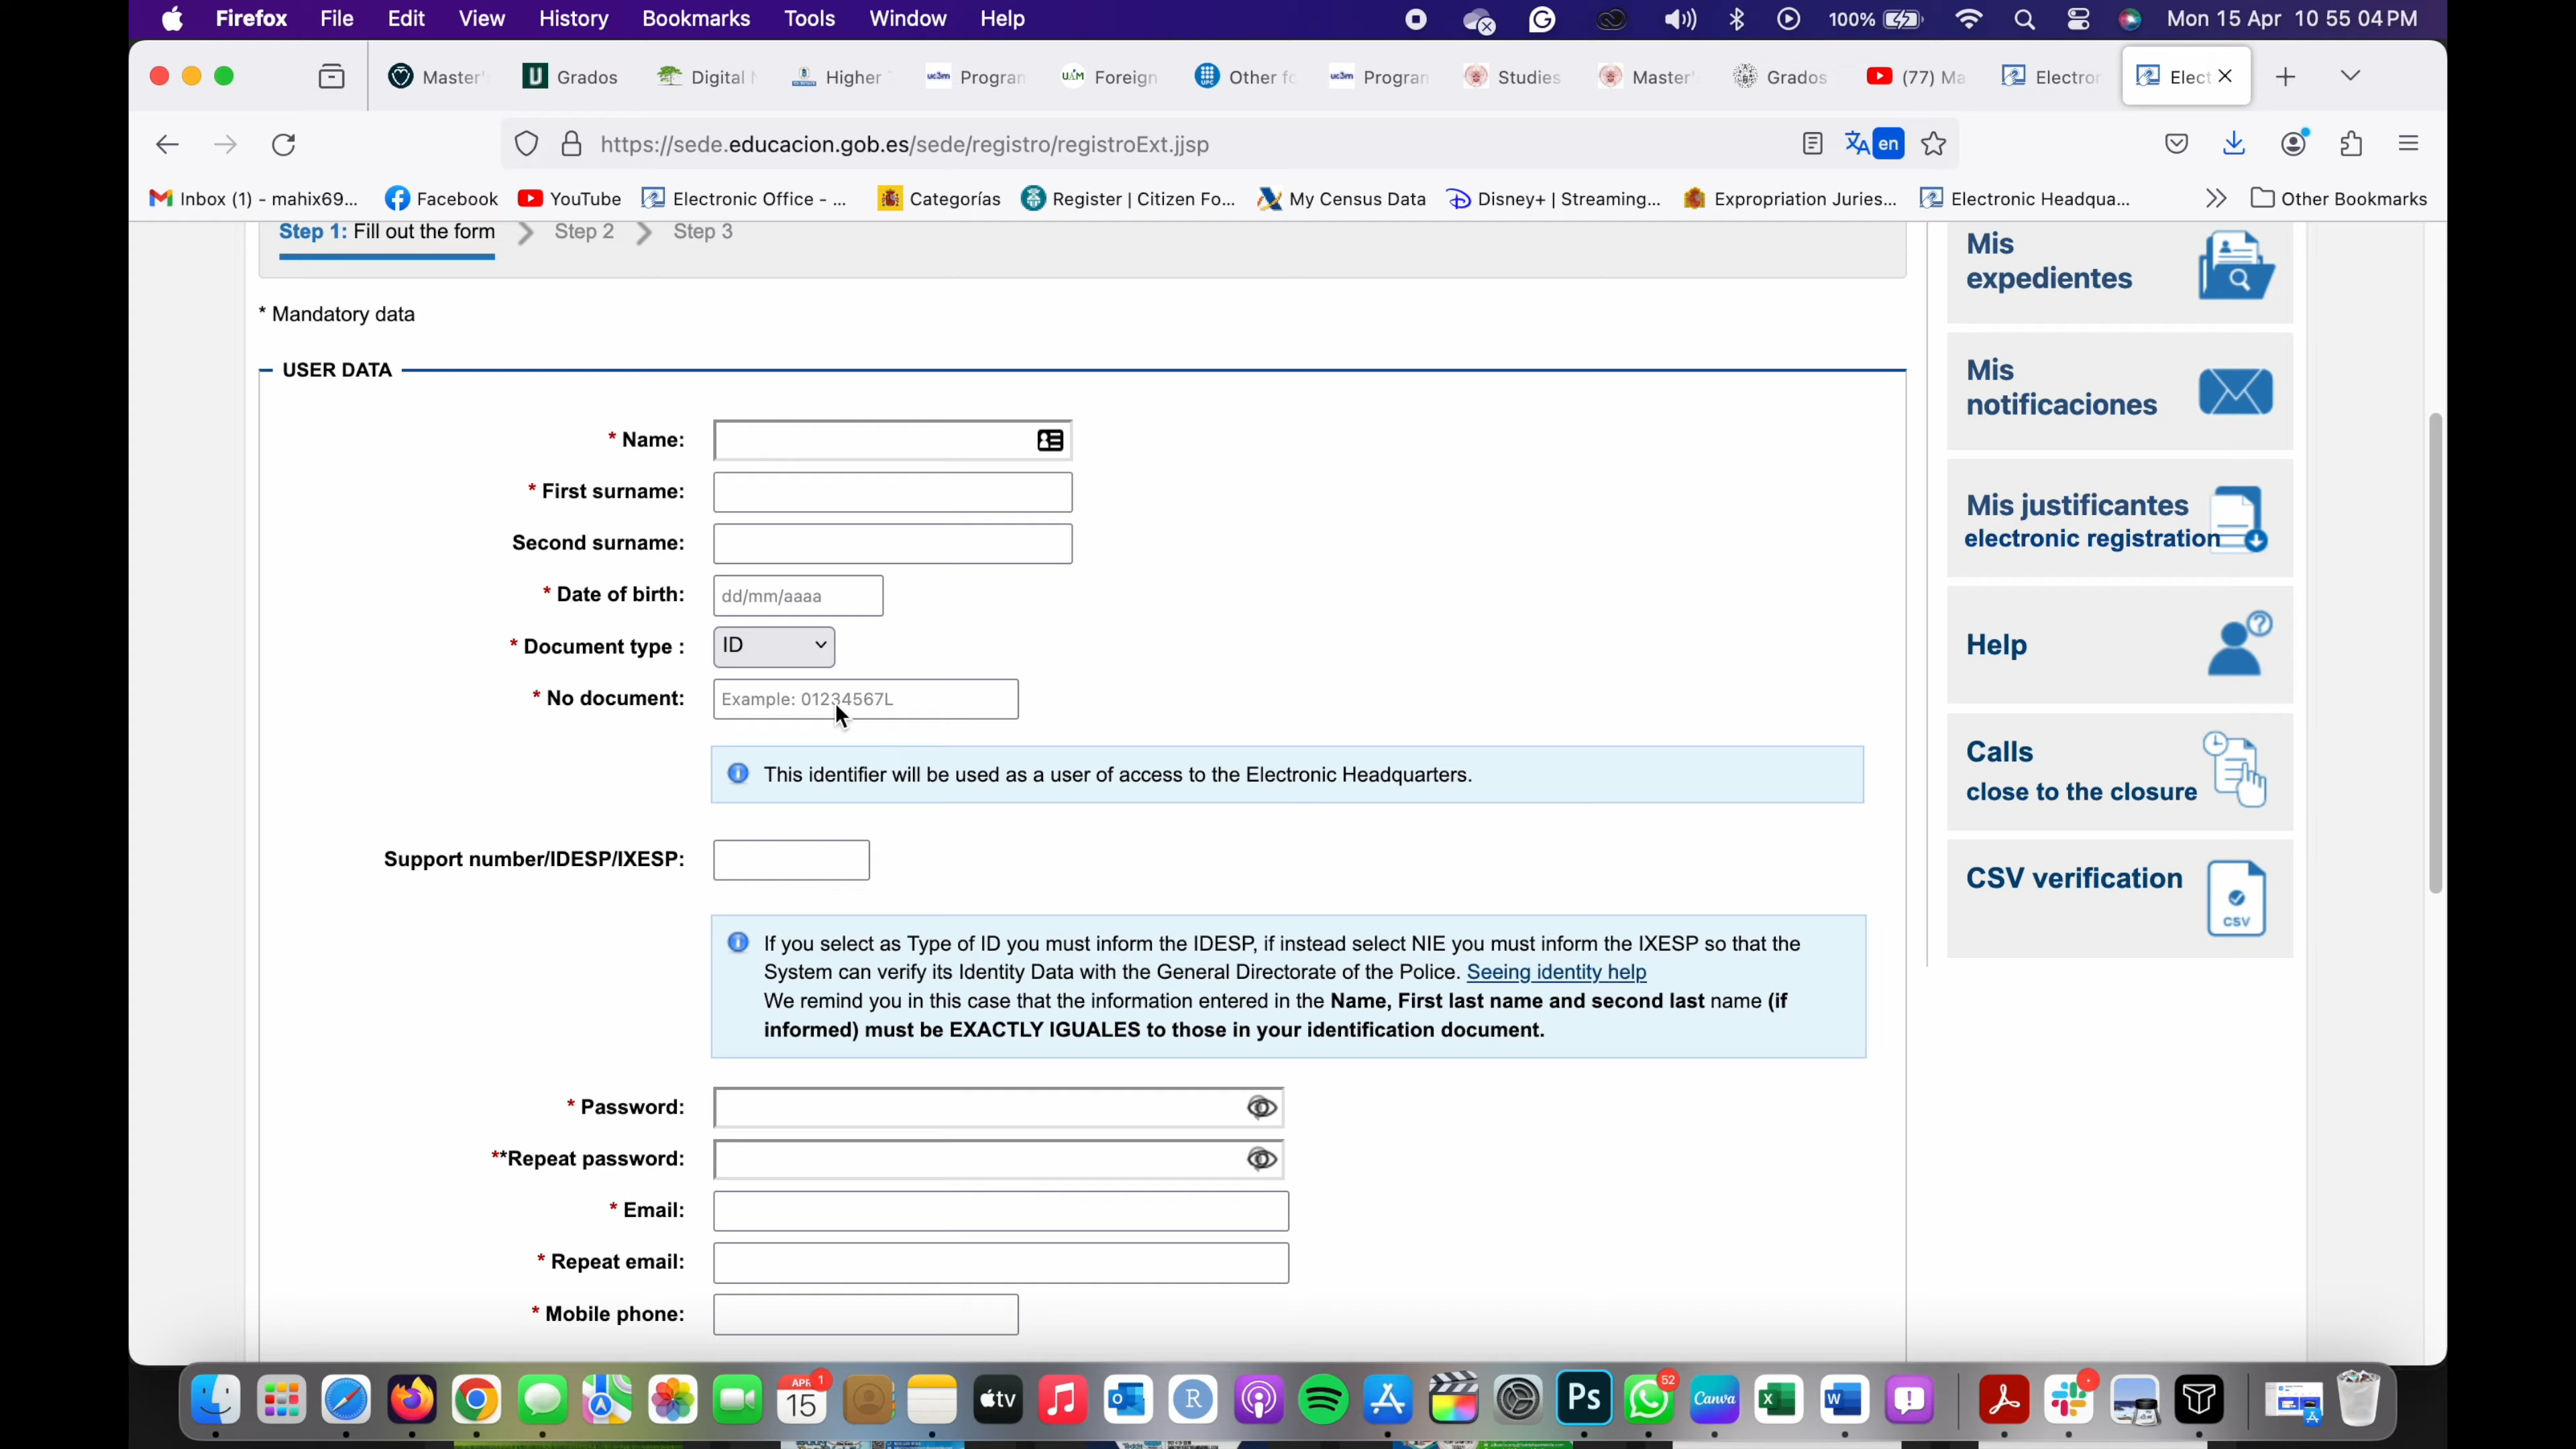 Firefox File Edit View History Bookmarks Tools Window Help 100% Mon 15 Apr 10 55 04 PM
Master' Grados Digital Higher Program Foreign Other fo Program Studies Master' Grados (77) Ma Electro Elect
https://sede.educacion.gob.es/sede/registro/registroExt.jjsp en
Inbox (1) - mahix69... Facebook YouTube Electronic Office - ... Categorías Register | Citizen Fo... My Census Data Disney+ | Streaming... Expropriation Juries... Electronic Headqua... Other Bookmarks
Step 1: Fill out the form Step 2 Step 3
* Mandatory data
USER DATA
* Name:
* First surname:
Second surname:
* Date of birth: dd/mm/aaaa
* Document type : ID
* No document: Example: 01234567L
This identifier will be used as a user of access to the Electronic Headquarters.
Support number/IDESP/IXESP:
If you select as Type of ID you must inform the IDESP, if instead select NIE you must inform the IXESP so that the
System can verify its Identity Data with the General Directorate of the Police. Seeing identity help
We remind you in this case that the information entered in the Name, First last name and second last name (if
informed) must be EXACTLY IGUALES to those in your identification document.
* Password:
**Repeat password:
* Email:
* Repeat email:
* Mobile phone:
Mis
expedientes
Mis
notificaciones
Mis justificantes
electronic registration
Help
Calls
close to the closure
CSV verification
CSV
APR 15 1 tv R Ps 52 Canva X W